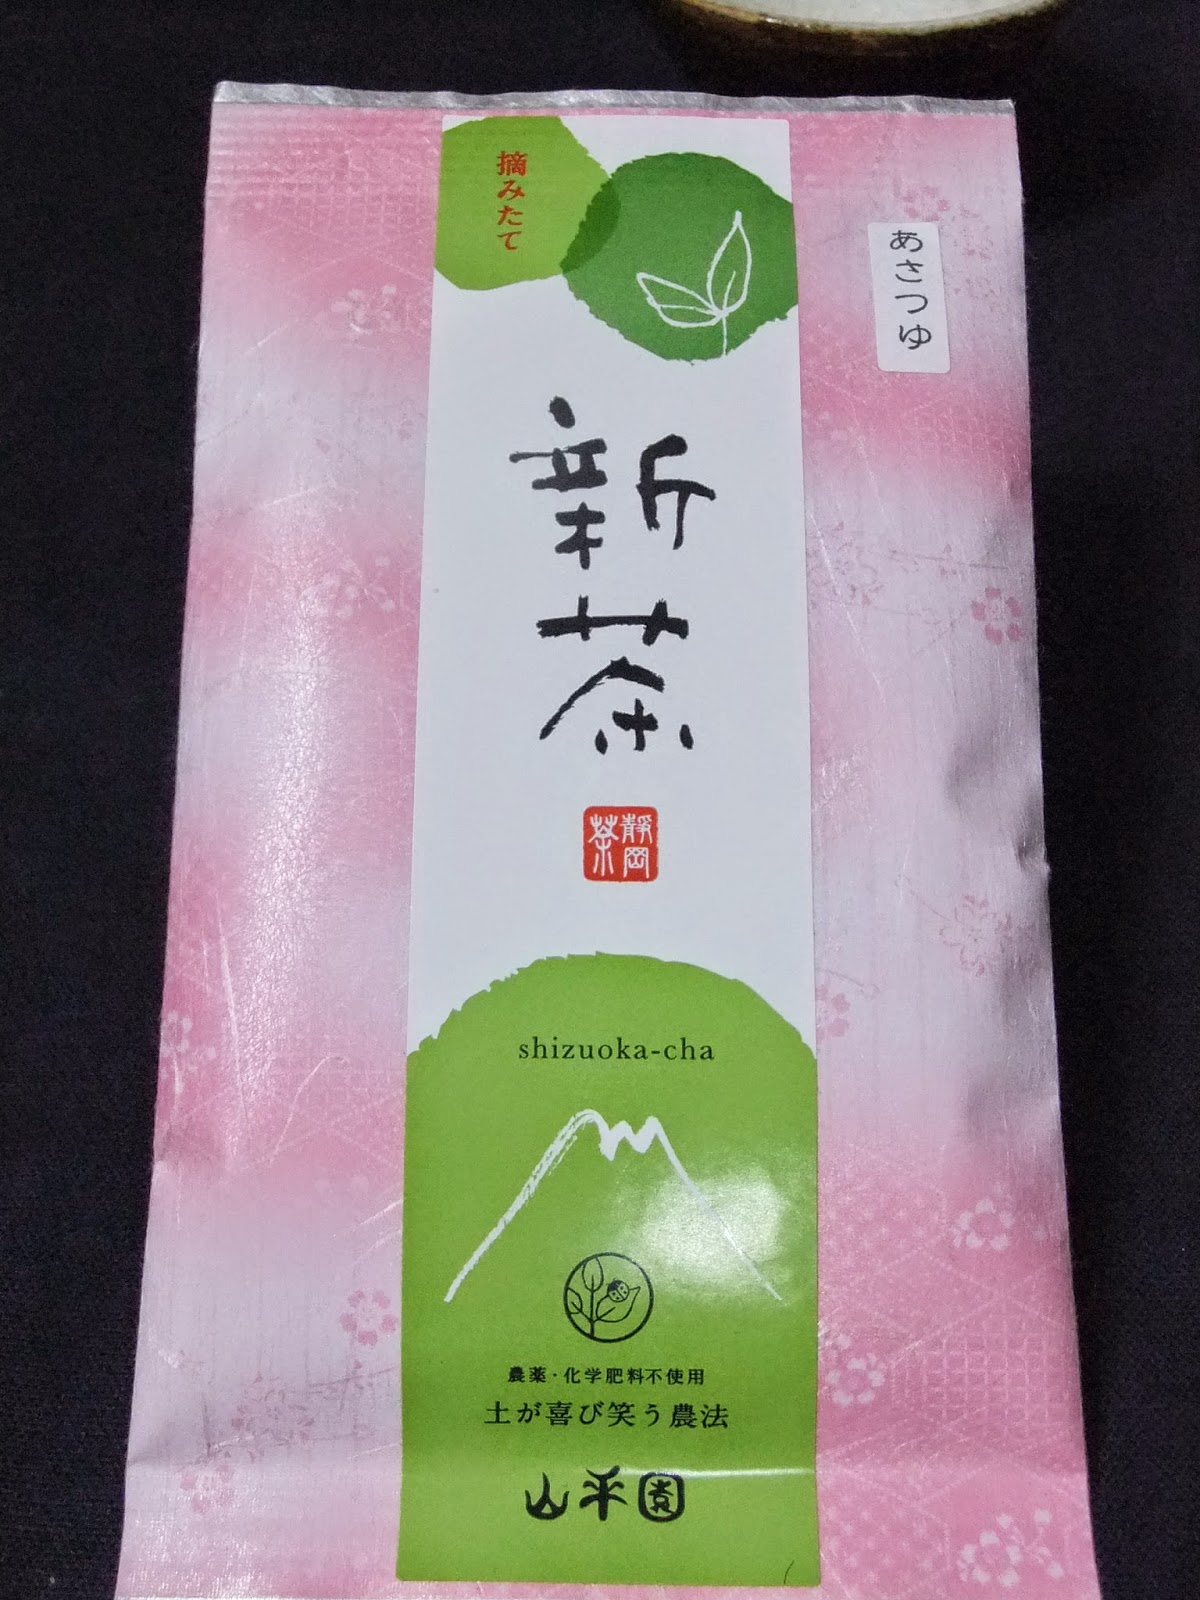 摘みたて
あさつゆ
新茶
静岡
茶
shizuoka-cha
農薬・化学肥料不使用
土が喜び笑う農法
山平園